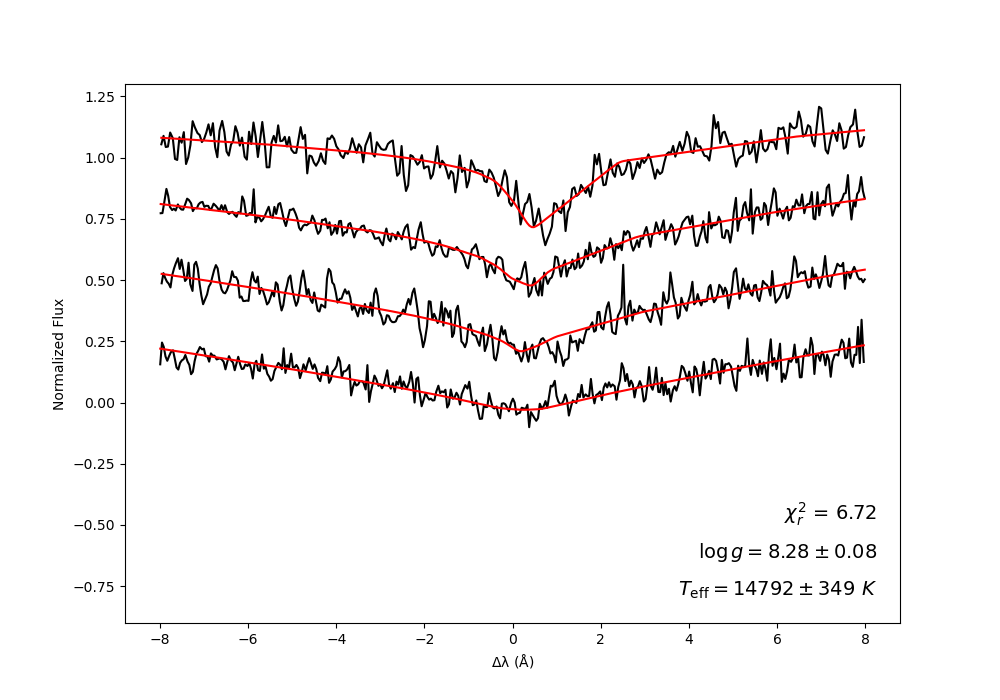 1.25
1.00
0.75
0.50
0.25
0.00
−0.25
−0.50
−0.75
Normalized Flux
χ²ᵣ = 6.72
log g = 8.28 ± 0.08
T_eff = 14792 ± 349 K
−8 −6 −4 −2 0 2 4 6 8
Δλ (Å)